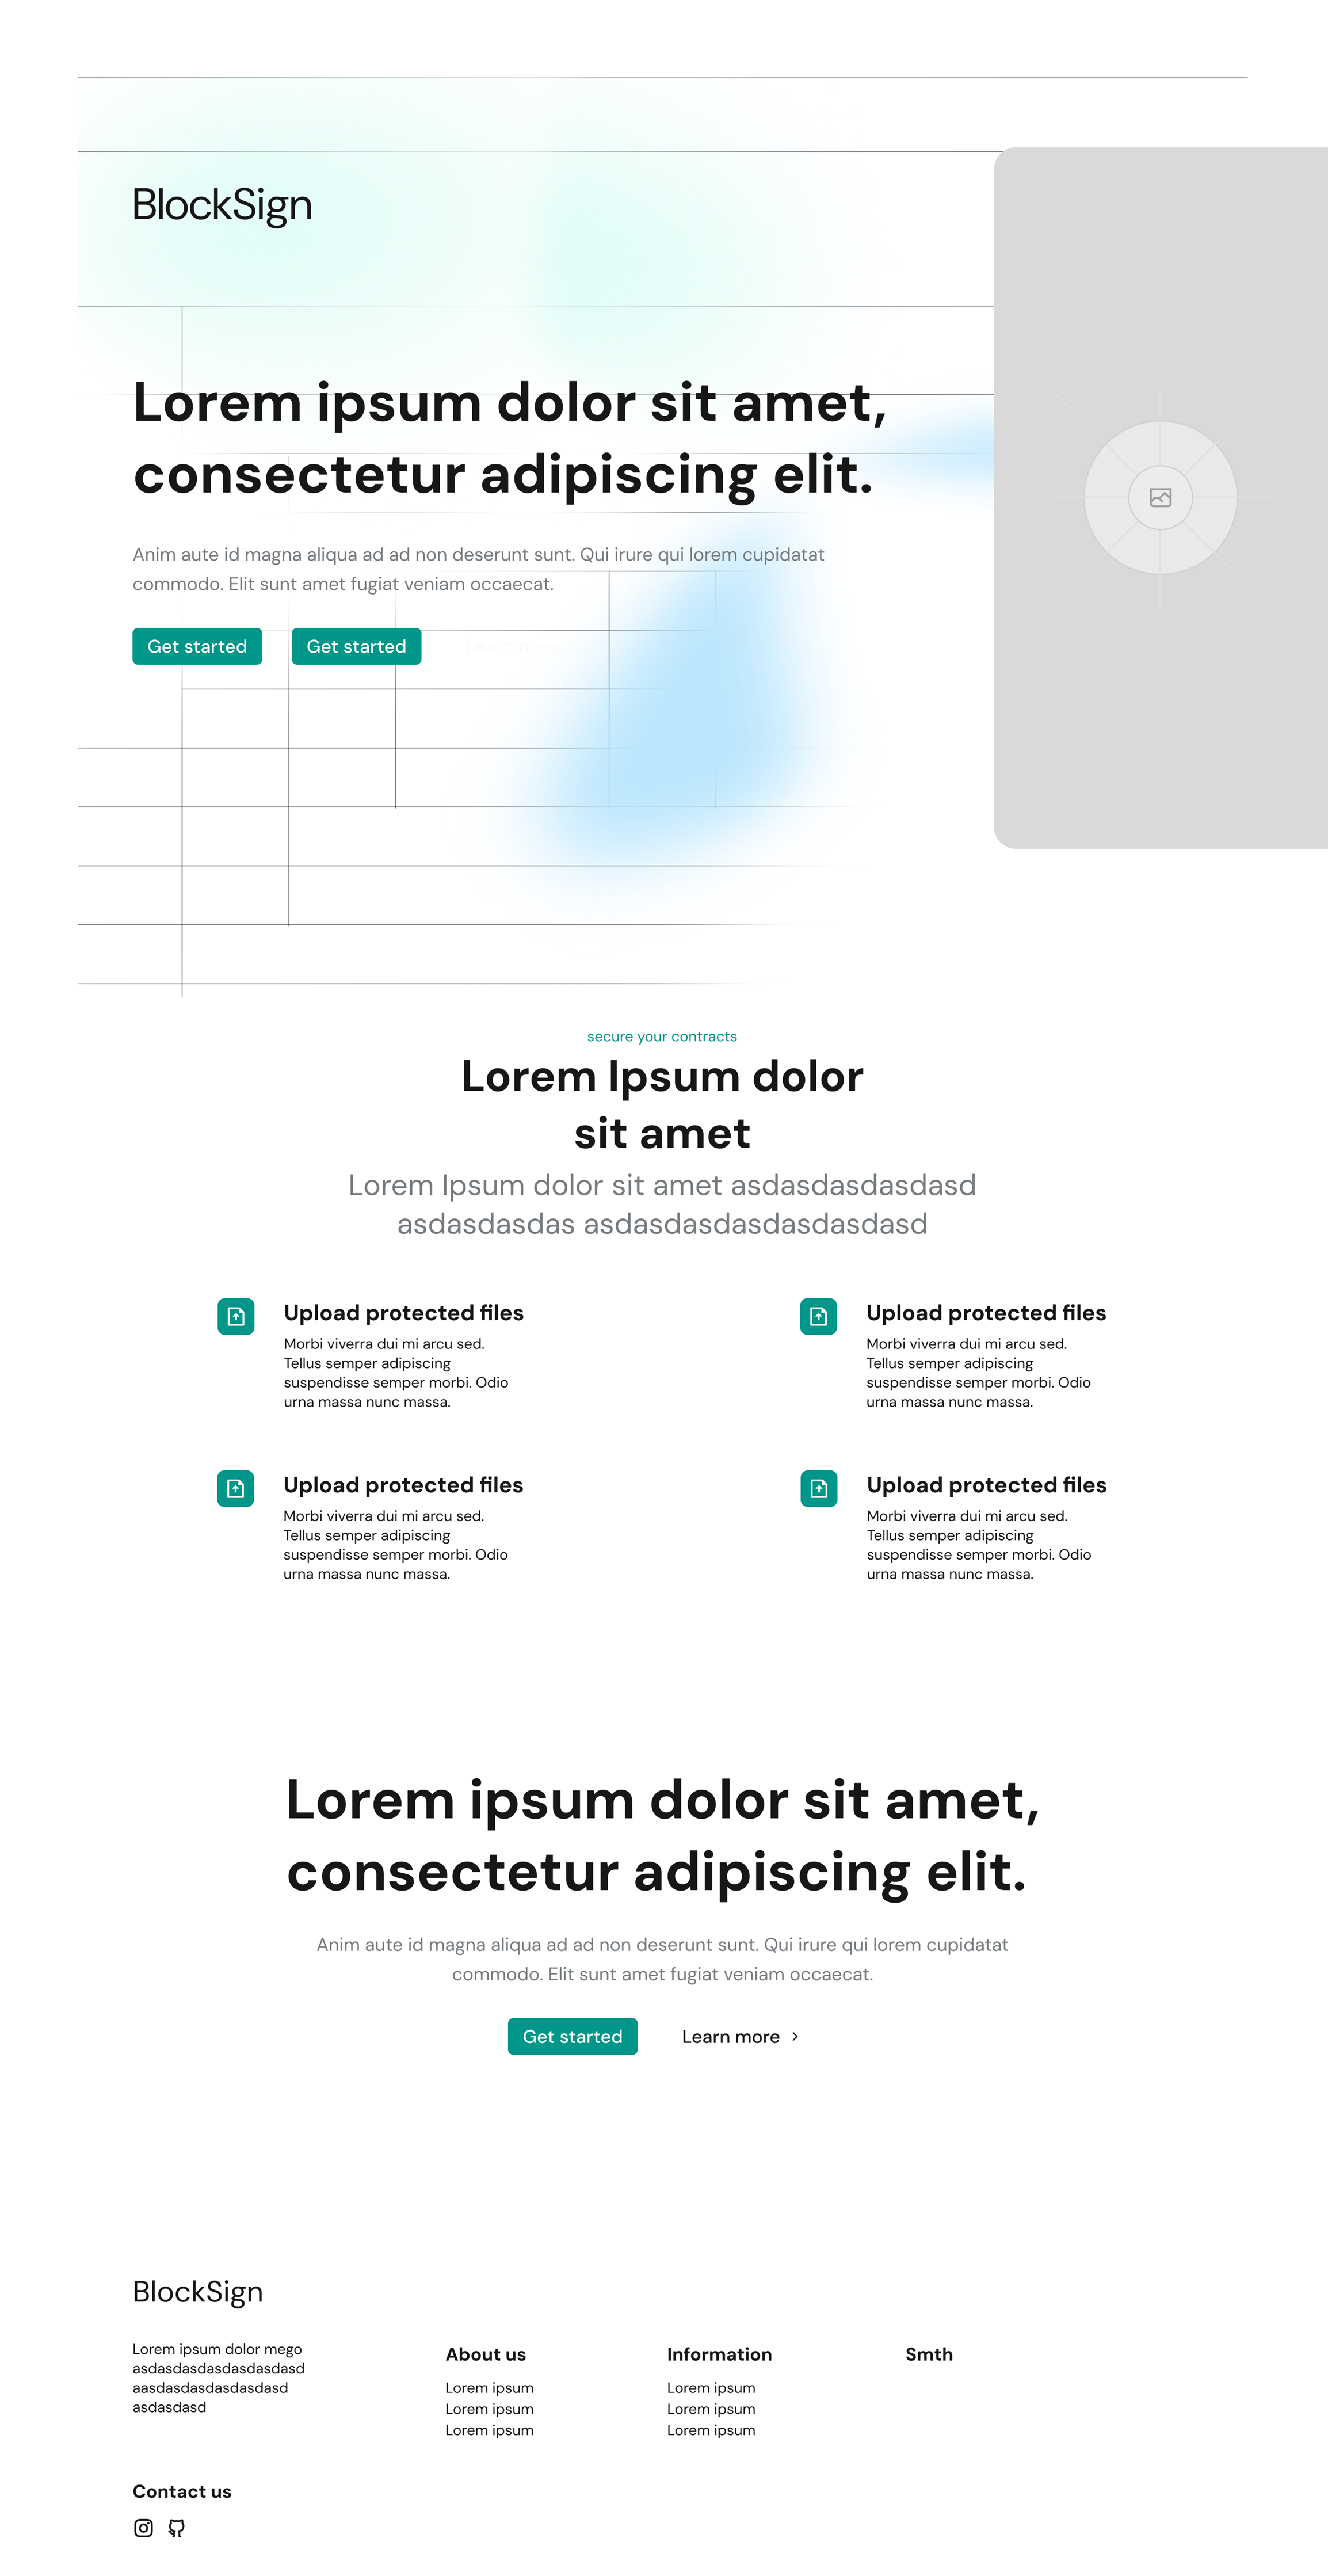 BlockSign
Lorem ipsum dolor sit amet,
consectetur adipiscing elit.
Anim aute id magna aliqua ad ad non deserunt sunt. Qui irure qui lorem cupidatat
commodo. Elit sunt amet fugiat veniam occaecat.
Get started
Get started
Learn more
secure your contracts
Lorem Ipsum dolor
sit amet
Lorem Ipsum dolor sit amet asdasdasdasdasd
asdasdasdas asdasdasdasdasdasdasd
Upload protected files
Morbi viverra dui mi arcu sed.
Tellus semper adipiscing
suspendisse semper morbi. Odio
urna massa nunc massa.
Upload protected files
Morbi viverra dui mi arcu sed.
Tellus semper adipiscing
suspendisse semper morbi. Odio
urna massa nunc massa.
Upload protected files
Morbi viverra dui mi arcu sed.
Tellus semper adipiscing
suspendisse semper morbi. Odio
urna massa nunc massa.
Upload protected files
Morbi viverra dui mi arcu sed.
Tellus semper adipiscing
suspendisse semper morbi. Odio
urna massa nunc massa.
Lorem ipsum dolor sit amet,
consectetur adipiscing elit.
Anim aute id magna aliqua ad ad non deserunt sunt. Qui irure qui lorem cupidatat
commodo. Elit sunt amet fugiat veniam occaecat.
Get started
Learn more
BlockSign
Lorem ipsum dolor mego
asdasdasdasdasdasdasd
aasdasdasdasdasdasd
asdasdasd
About us
Lorem ipsum
Lorem ipsum
Lorem ipsum
Information
Lorem ipsum
Lorem ipsum
Lorem ipsum
Smth
Contact us